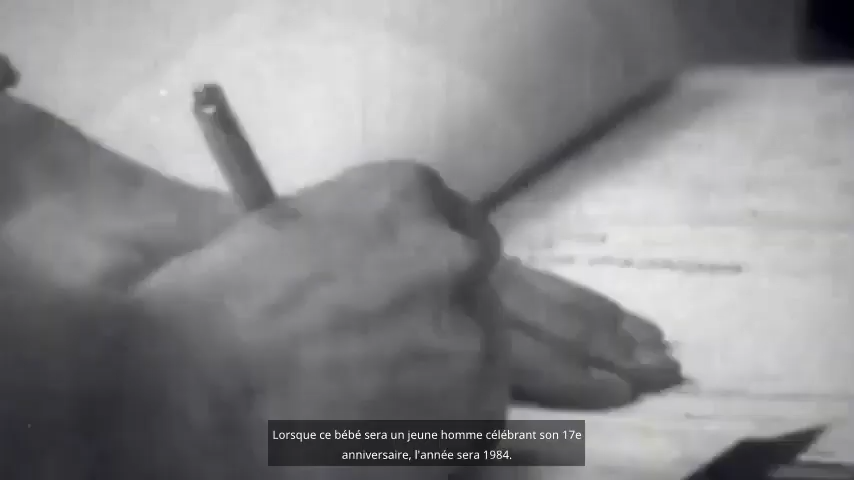 Lorsque ce bébé sera un jeune homme célébrant son 17e
anniversaire, l'année sera 1984.